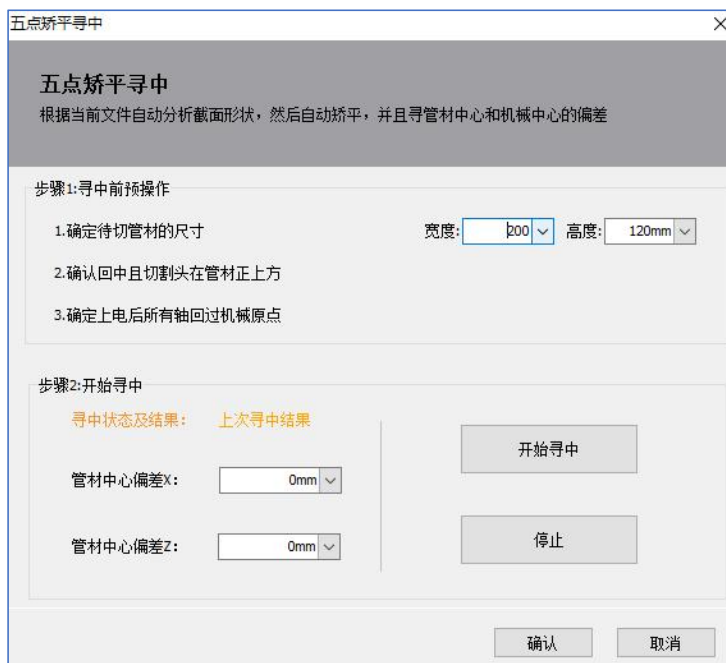 五点矫平寻中
五点矫平寻中
根据当前文件自动分析截面形状，然后自动矫平，并且寻管材中心和机械中心的偏差
步骤1:寻中前预操作
1.确定待切管材的尺寸 宽度: 200 高度: 120mm
2.确认回中且切割头在管材正上方
3.确定上电后所有轴回过机械原点
步骤2:开始寻中
寻中状态及结果： 上次寻中结果
开始寻中
管材中心偏差X： 0mm
管材中心偏差Z： 0mm
停止
确认 取消